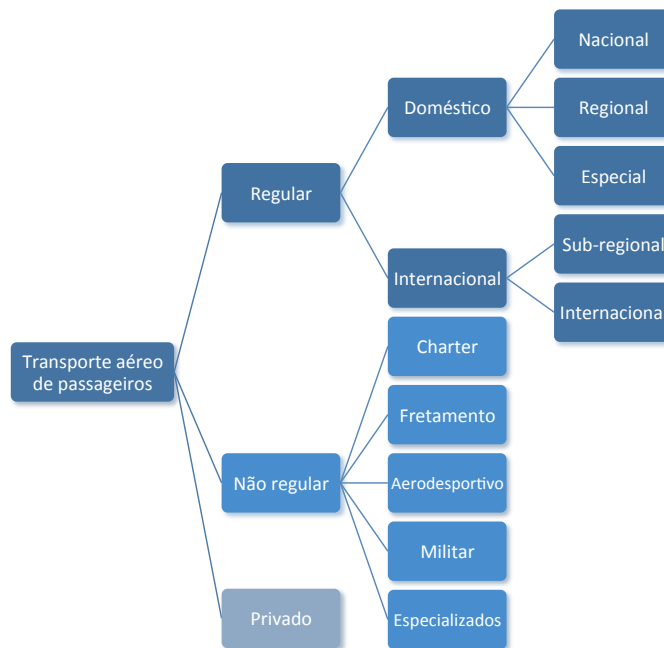 Nacional
Doméstico
Regional
Especial
Regular
Sub-regional
Internacional
Internacional
Transporte aéreo
de passageiros
Charter
Fretamento
Não regular
Aerodesportivo
Militar
Privado
Especializados